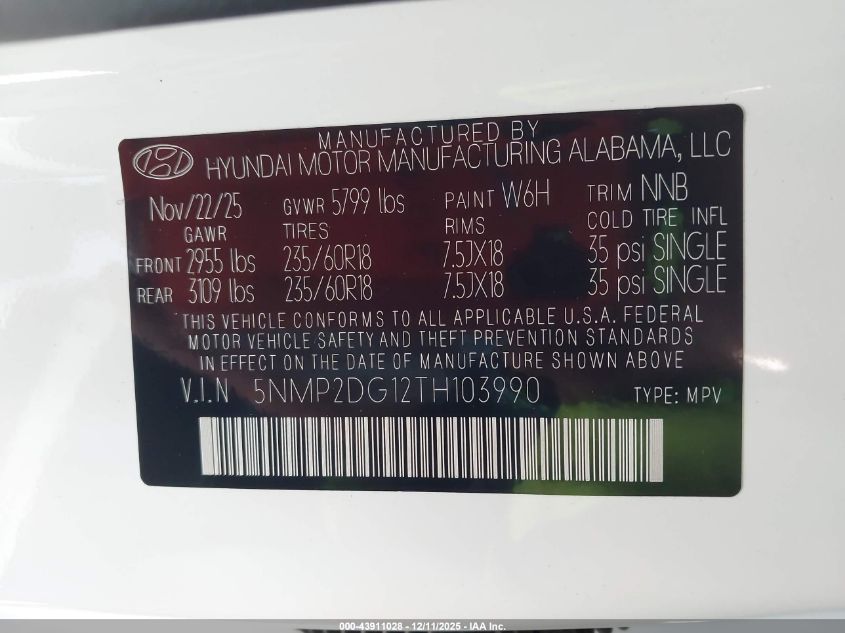 MANUFACTURED BY
HYUNDAI MOTOR MANUFACTURING ALABAMA, LLC
Nov/22/25 GVWR 5799 lbs PAINT W6H TRIM NNB
GAWR TIRES RIMS COLD TIRE INFL
FRONT 2955 lbs 235/60R18 7.5JX18 35 psi SINGLE
REAR 3109 lbs 235/60R18 7.5JX18 35 psi SINGLE
THIS VEHICLE CONFORMS TO ALL APPLICABLE U.S.A. FEDERAL
MOTOR VEHICLE SAFETY AND THEFT PREVENTION STANDARDS
IN EFFECT ON THE DATE OF MANUFACTURE SHOWN ABOVE
V.I.N 5NMP2DG12TH103990 TYPE: MPV
000-43911028 - 12/11/2025 - IAA Inc.